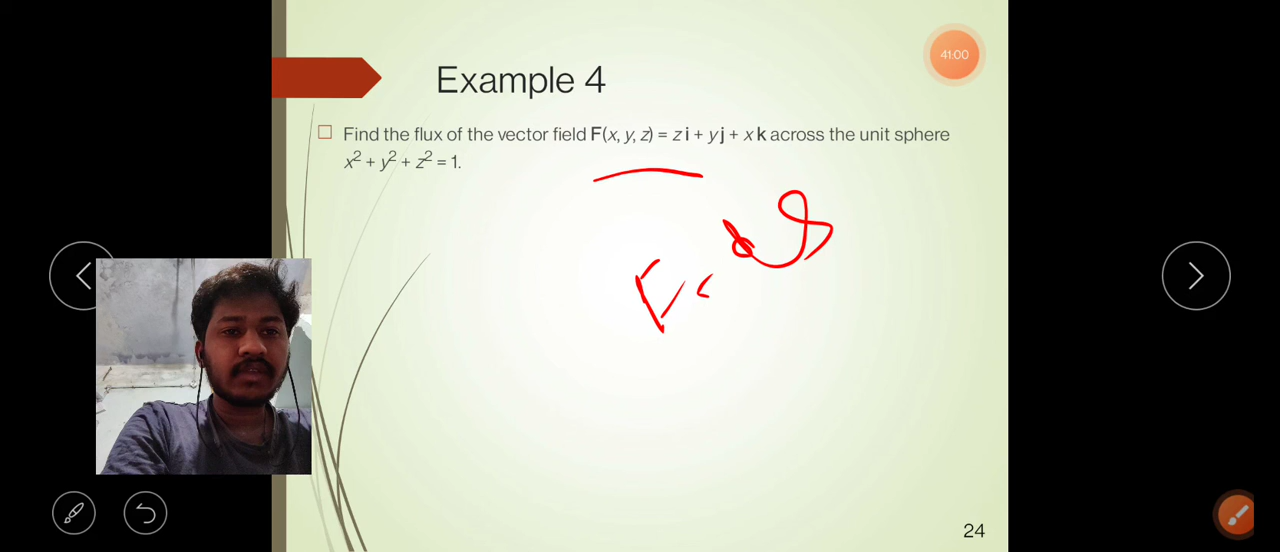 41:00
Example 4
Find the flux of the vector field F(x, y, z) = z i + y j + x k across the unit sphere
x² + y² + z² = 1.
24